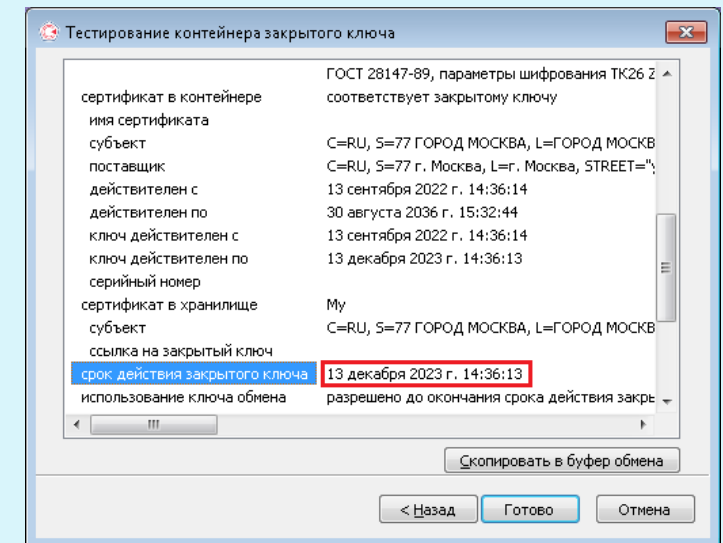 Тестирование контейнера закрытого ключа
ГОСТ 28147-89, параметры шифрования ТК26 Z
сертификат в контейнере соответствует закрытому ключу
имя сертификата
субъект C=RU, S=77 ГОРОД МОСКВА, L=ГОРОД МОСКВ
поставщик C=RU, S=77 г. Москва, L=г. Москва, STREET="
действителен с 13 сентября 2022 г. 14:36:14
действителен по 30 августа 2036 г. 15:32:44
ключ действителен с 13 сентября 2022 г. 14:36:14
ключ действителен по 13 декабря 2023 г. 14:36:13
серийный номер
сертификат в хранилище My
субъект C=RU, S=77 ГОРОД МОСКВА, L=ГОРОД МОСКВ
ссылка на закрытый ключ
срок действия закрытого ключа 13 декабря 2023 г. 14:36:13
использование ключа обмена разрешено до окончания срока действия закры
Скопировать в буфер обмена
< Назад Готово Отмена